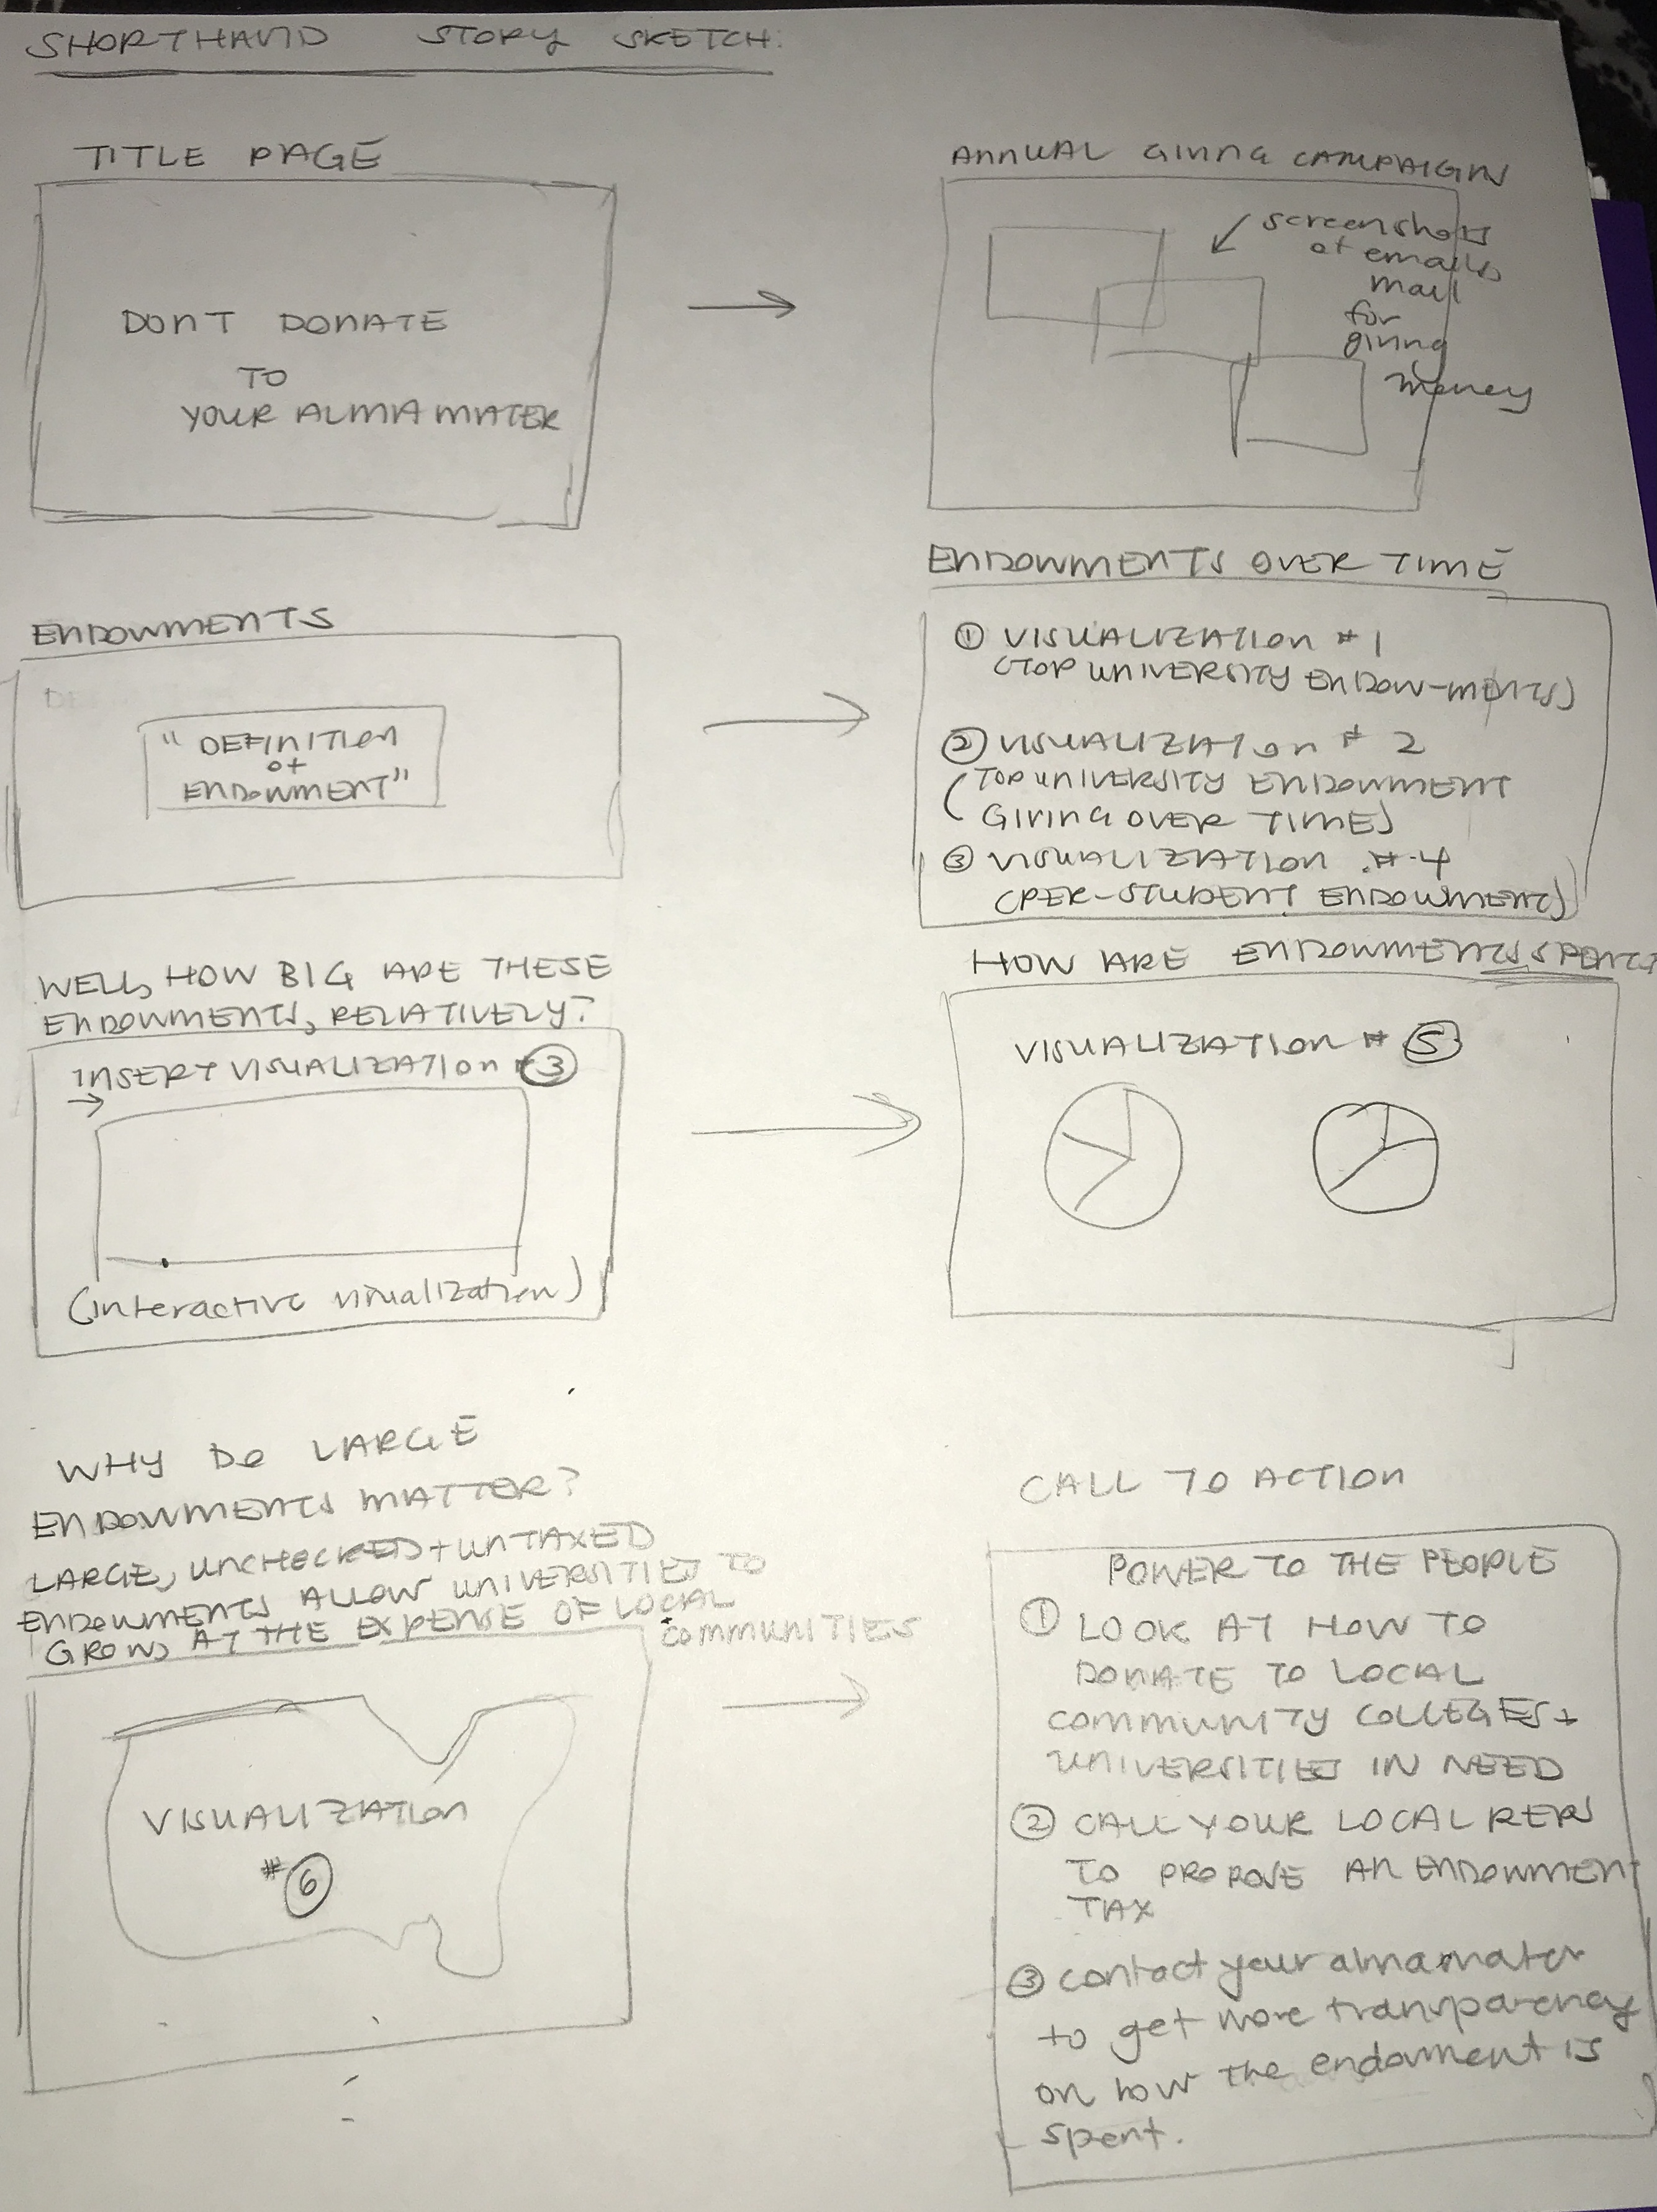 SHORTHAND STORY SKETCH:
TITLE PAGE
DONT DONATE
TO
YOUR ALMA MATER
ANNUAL GIVING CAMPAIGN
screenshots
of emails,
mail
for
giving
money
ENDOWMENTS
"DEFINITION
of
ENDOWMENT"
ENDOWMENTS OVER TIME
① VISUALIZATION #1
(TOP UNIVERSITY ENDOW-MENTS)
② VISUALIZATION # 2
(TOP UNIVERSITY ENDOWMENT
GIVING OVER TIME)
③ VISUALIZATION #4
(PER-STUDENT ENDOWMENT)
WELL, HOW BIG ARE THESE
ENDOWMENTS, RELATIVELY?
INSERT VISUALIZATION #③
(interactive visualization)
HOW ARE ENDOWMENTS SPENT?
VISUALIZATION # ⑤
WHY DO LARGE
ENDOWMENTS MATTER?
LARGE, UNCHECKED + UNTAXED
ENDOWMENTS ALLOW UNIVERSITIES TO
GROW, AT THE EXPENSE OF LOCAL
COMMUNITIES
VISUALIZATION
#⑥
CALL TO ACTION
POWER TO THE PEOPLE
① LOOK AT HOW TO
DONATE TO LOCAL
COMMUNITY COLLEGES +
UNIVERSITIES IN NEED
② CALL YOUR LOCAL REPS
TO PROPOSE AN ENDOWMENT
TAX
③ contact your alma mater
to get more transparency
on how the endowment is
spent.